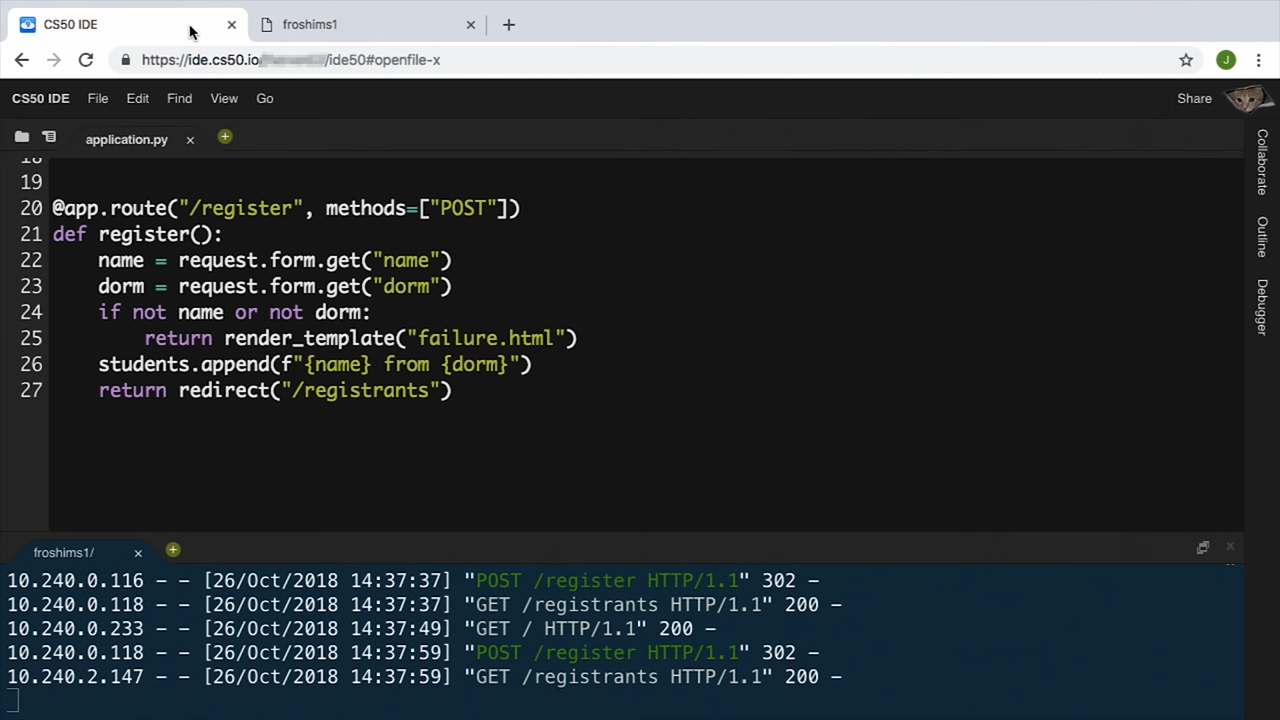 CS50 IDE
froshims1
https://ide.cs50.io/ide50#openfile-x
J
CS50 IDE File Edit Find View Go
Share
application.py
Collaborate
Outline
Debugger
18
19
20 @app.route("/register", methods=["POST"])
21 def register():
22 name = request.form.get("name")
23 dorm = request.form.get("dorm")
24 if not name or not dorm:
25 return render_template("failure.html")
26 students.append(f"{name} from {dorm}")
27 return redirect("/registrants")
froshims1/
10.240.0.116 - - [26/Oct/2018 14:37:37] "POST /register HTTP/1.1" 302 -
10.240.0.118 - - [26/Oct/2018 14:37:37] "GET /registrants HTTP/1.1" 200 -
10.240.0.233 - - [26/Oct/2018 14:37:49] "GET / HTTP/1.1" 200 -
10.240.0.118 - - [26/Oct/2018 14:37:59] "POST /register HTTP/1.1" 302 -
10.240.2.147 - - [26/Oct/2018 14:37:59] "GET /registrants HTTP/1.1" 200 -